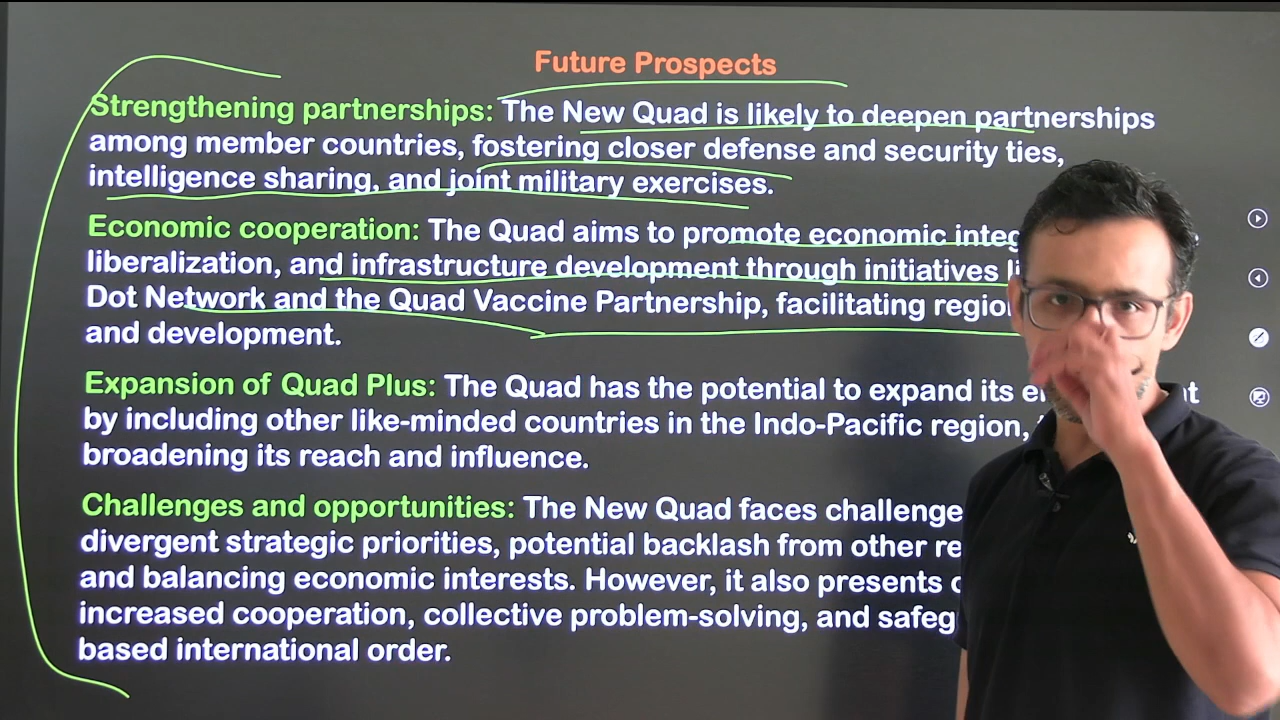 Future Prospects
Strengthening partnerships: The New Quad is likely to deepen partnerships
among member countries, fostering closer defense and security ties,
intelligence sharing, and joint military exercises.
Economic cooperation: The Quad aims to promote economic
liberalization, and infrastructure development through initiatives
Dot Network and the Quad Vaccine Partnership, facilitating
and development.
Expansion of Quad Plus: The Quad has the potential to expand its
by including other like-minded countries in the Indo-Pacific region,
broadening its reach and influence.
Challenges and opportunities: The New Quad faces
divergent strategic priorities, potential backlash from other
and balancing economic interests. However, it also presents
increased cooperation, collective problem-solving, and
based international order.